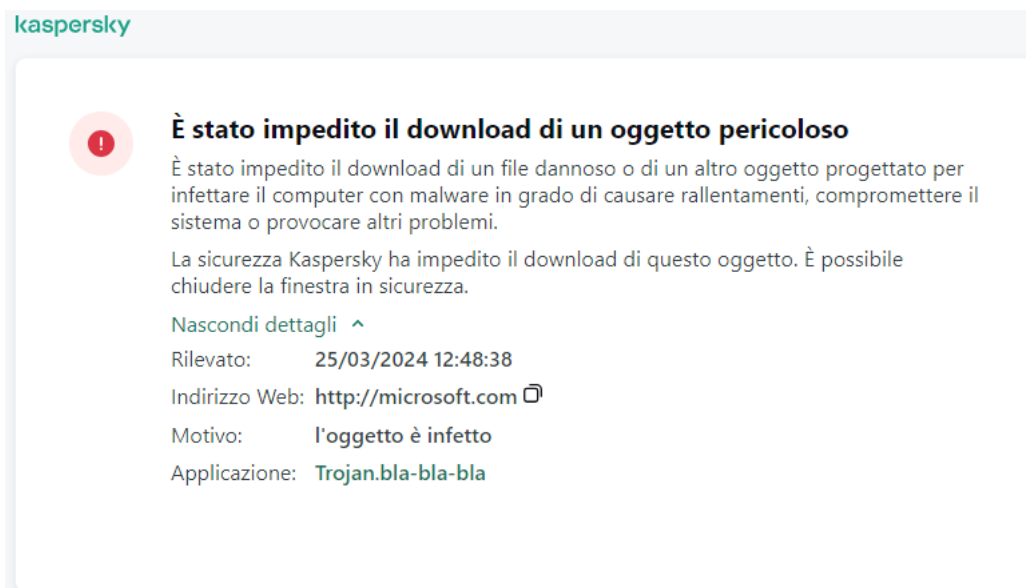 kaspersky
È stato impedito il download di un oggetto pericoloso
È stato impedito il download di un file dannoso o di un altro oggetto progettato per
infettare il computer con malware in grado di causare rallentamenti, compromettere il
sistema o provocare altri problemi.
La sicurezza Kaspersky ha impedito il download di questo oggetto. È possibile
chiudere la finestra in sicurezza.
Nascondi dettagli
Rilevato: 25/03/2024 12:48:38
Indirizzo Web: http://microsoft.com
Motivo: l'oggetto è infetto
Applicazione: Trojan.bla-bla-bla